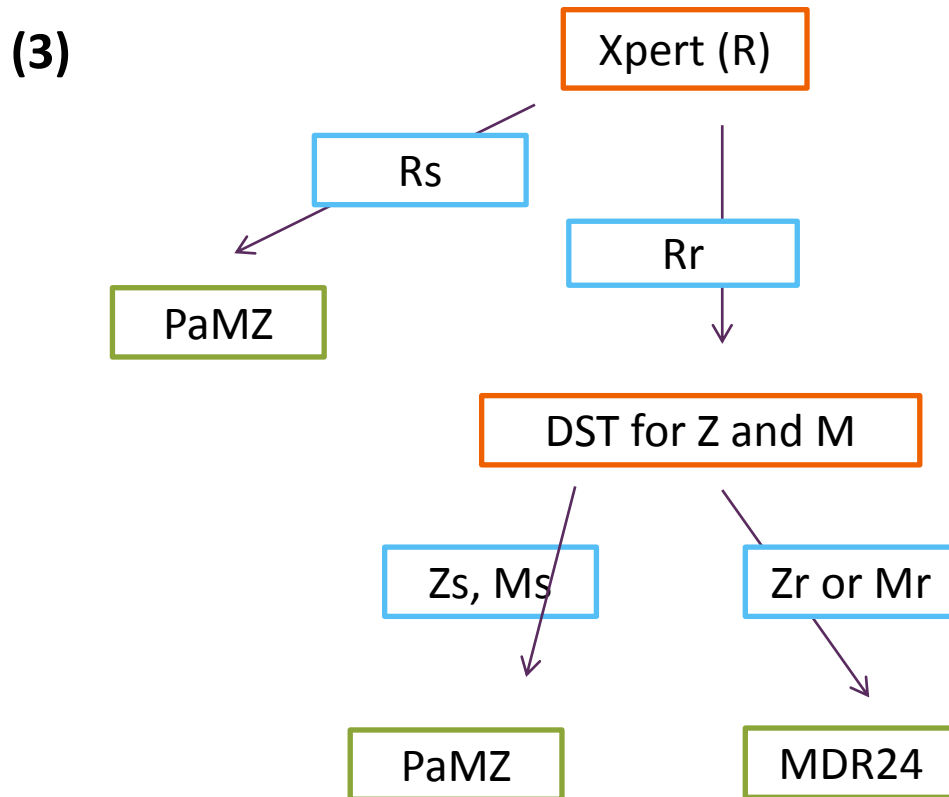 (3)
Xpert (R)
Rs
Rr
PaMZ
DST for Z and M
Zs, Ms
Zr or Mr
PaMZ
MDR24